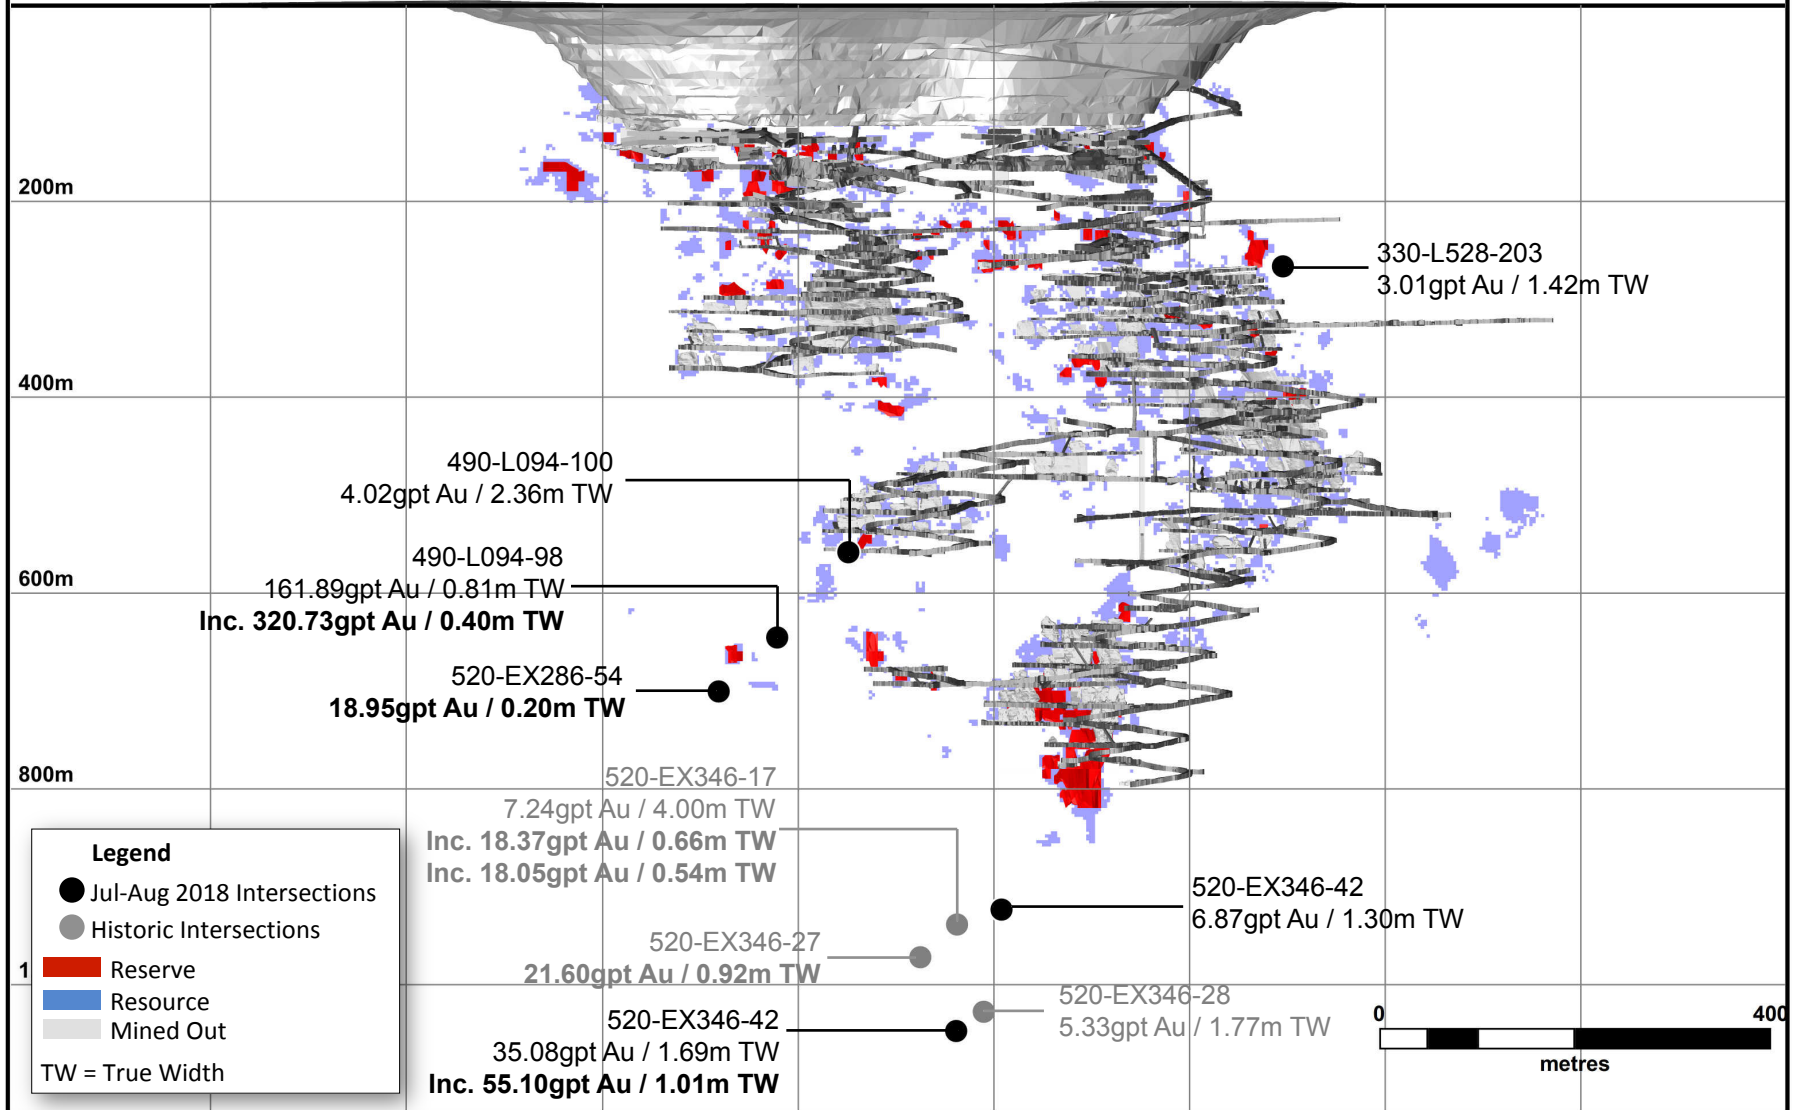 200m
330-L528-203
3.01gpt Au / 1.42m TW
400m
490-L094-100
4.02gpt Au / 2.36m TW
490-L094-98
161.89gpt Au / 0.81m TW
Inc. 320.73gpt Au / 0.40m TW
600m
520-EX286-54
18.95gpt Au / 0.20m TW
800m
520-EX346-17
7.24gpt Au / 4.00m TW
Inc. 18.37gpt Au / 0.66m TW
Inc. 18.05gpt Au / 0.54m TW
520-EX346-42
6.87gpt Au / 1.30m TW
520-EX346-27
21.60gpt Au / 0.92m TW
520-EX346-28
5.33gpt Au / 1.77m TW
520-EX346-42
35.08gpt Au / 1.69m TW
Inc. 55.10gpt Au / 1.01m TW
Legend
Jul-Aug 2018 Intersections
Historic Intersections
1
Reserve
Resource
Mined Out
TW = True Width
0 400
metres